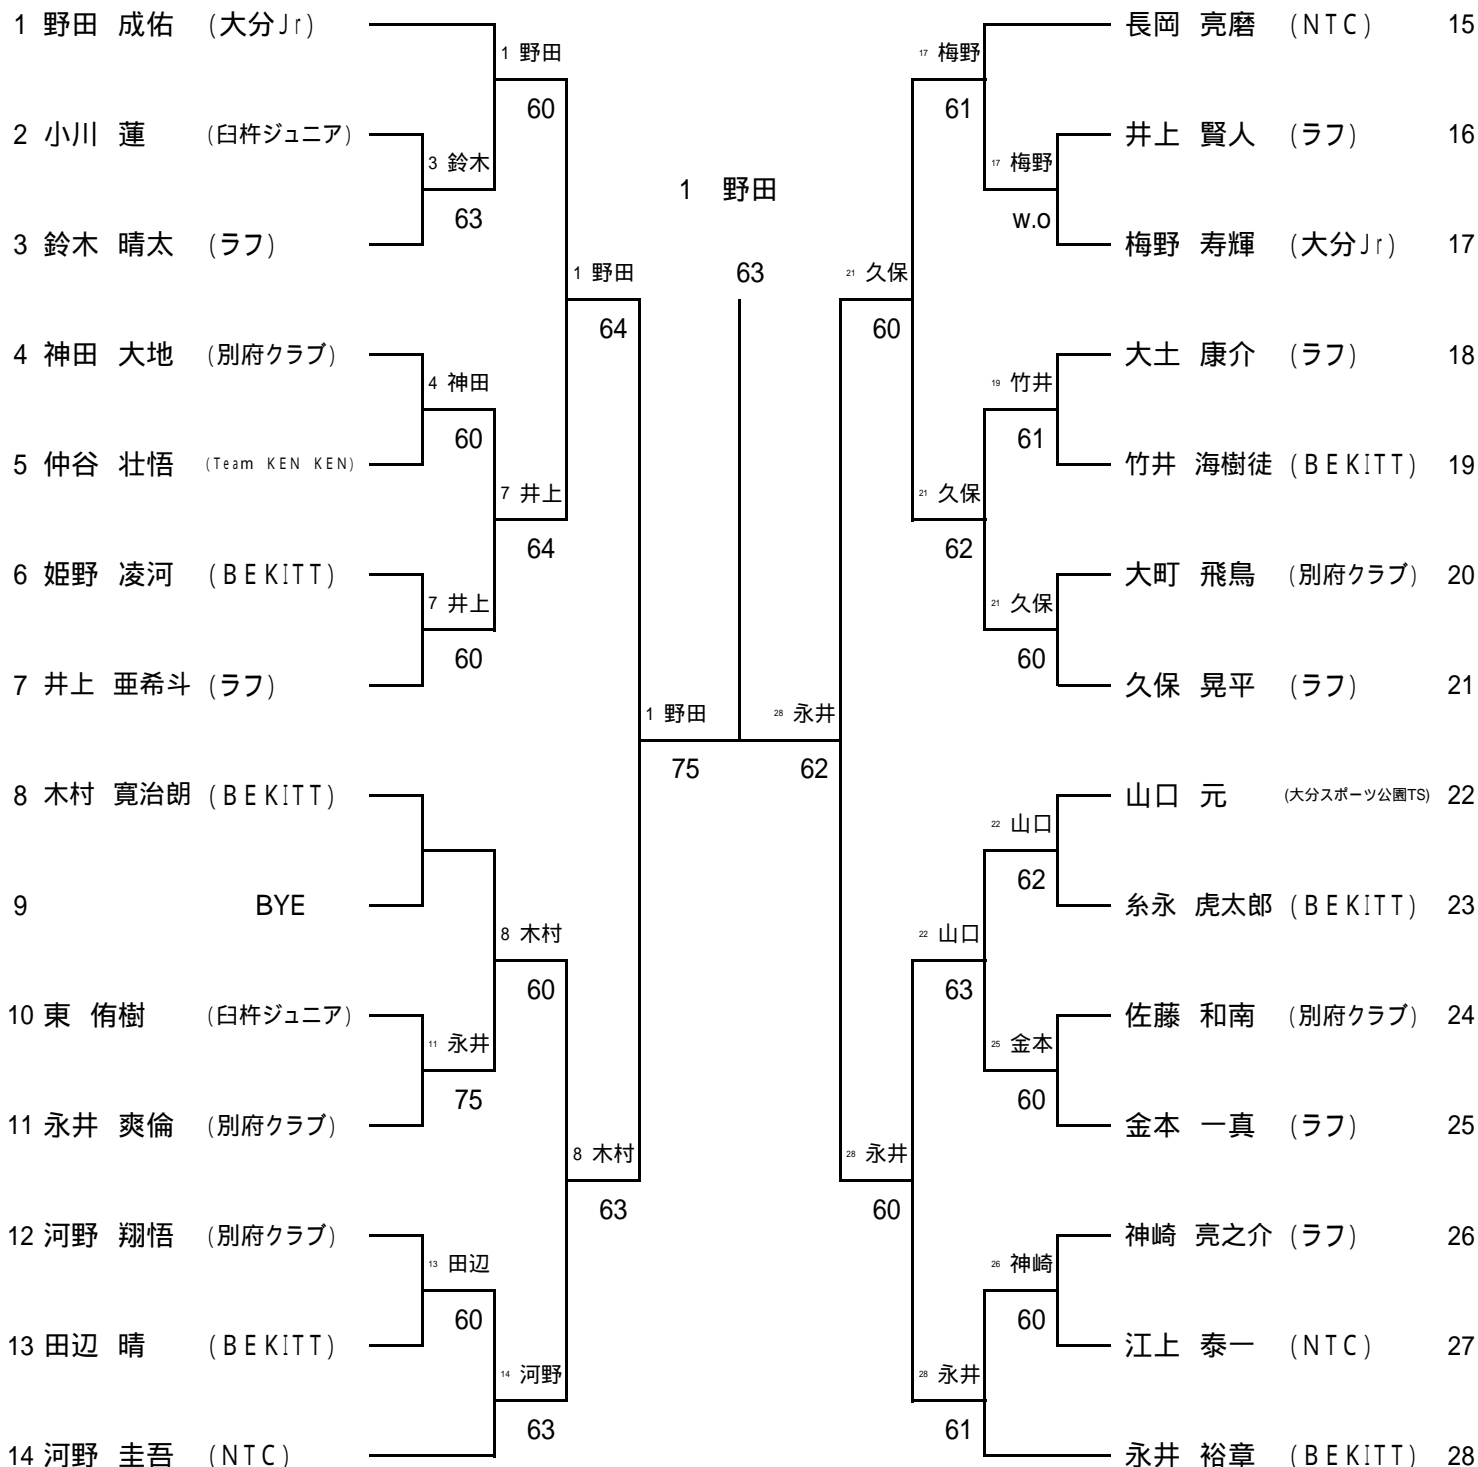 1 野田 成佑 (大分Jr)
2 小川 蓮 (臼杵ジュニア)
3 鈴木 晴太 (ラフ)
4 神田 大地 (別府クラブ)
5 仲谷 壮悟 (Team KEN KEN)
6 姫野 凌河 (BEKITT)
7 井上 亜希斗 (ラフ)
8 木村 寛治朗 (BEKITT)
9 BYE
10 東 侑樹 (臼杵ジュニア)
11 永井 爽倫 (別府クラブ)
12 河野 翔悟 (別府クラブ)
13 田辺 晴 (BEKITT)
14 河野 圭吾 (NTC)
3 鈴木
63
4 神田
60
7 井上
60
11 永井
75
13 田辺
60
1 野田
60
7 井上
64
8 木村
60
14 河野
63
1 野田
64
8 木村
63
1 野田
75
1 野田
63
28 永井
62
21 久保
60
28 永井
60
17 梅野
61
21 久保
62
22 山口
63
28 永井
61
17 梅野
w.o
19 竹井
61
21 久保
60
22 山口
62
25 金本
60
26 神崎
60
長岡 亮磨 (NTC) 15
井上 賢人 (ラフ) 16
梅野 寿輝 (大分Jr) 17
大土 康介 (ラフ) 18
竹井 海樹徒 (BEKITT) 19
大町 飛鳥 (別府クラブ) 20
久保 晃平 (ラフ) 21
山口 元 (大分スポーツ公園TS) 22
糸永 虎太郎 (BEKITT) 23
佐藤 和南 (別府クラブ) 24
金本 一真 (ラフ) 25
神崎 亮之介 (ラフ) 26
江上 泰一 (NTC) 27
永井 裕章 (BEKITT) 28